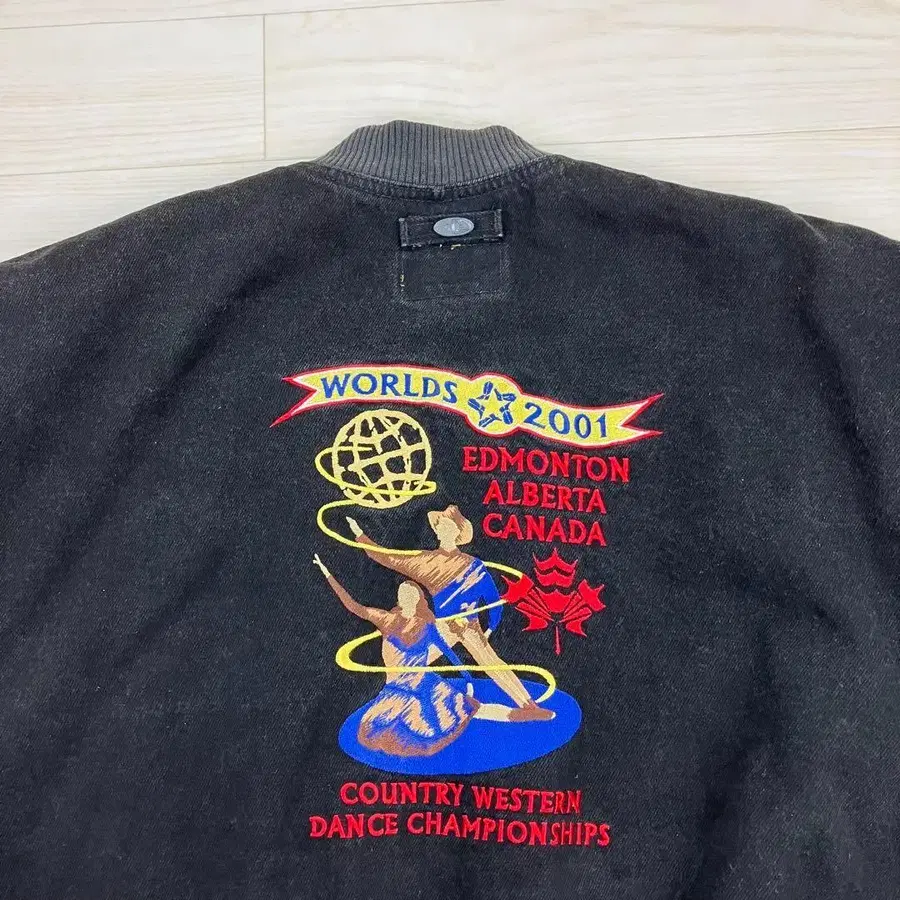 WORLDS 2001
EDMONTON
ALBERTA
CANADA
COUNTRY WESTERN
DANCE CHAMPIONSHIPS